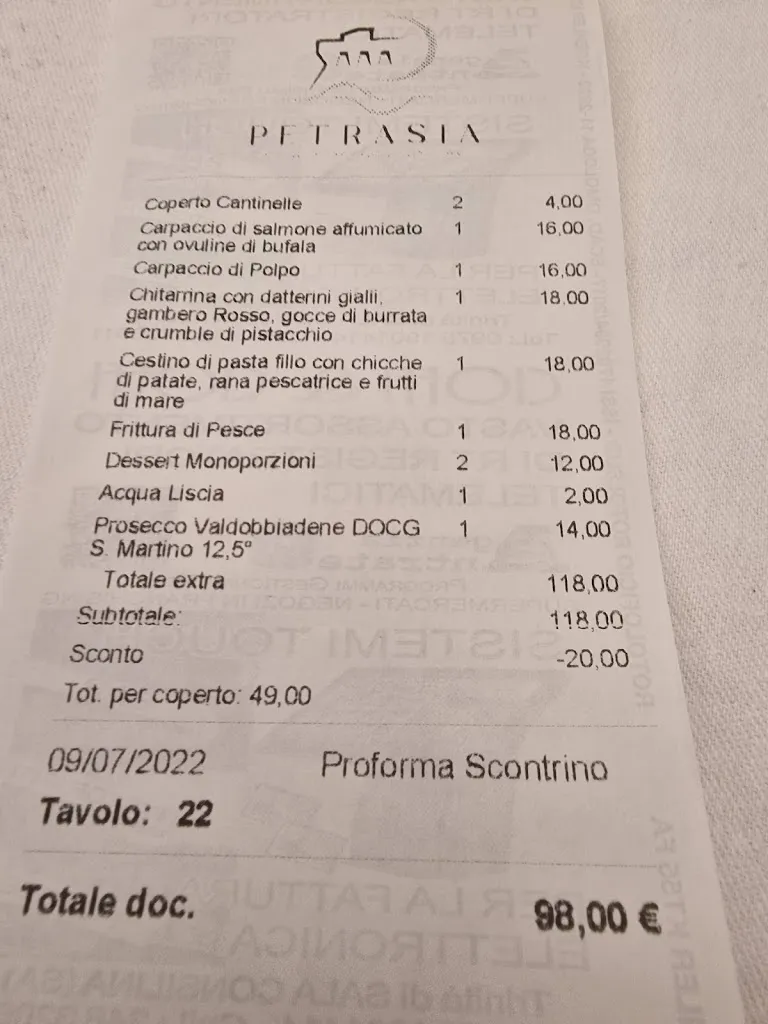 PETRASIA
Coperto Cantinelle 2 4,00
Carpaccio di salmone affumicato 1 16,00
con ovuline di bufala
Carpaccio di Polpo 1 16,00
Chitarrina con datterini gialli, 1 18,00
gambero Rosso, gocce di burrata
e crumble di pistacchio
Cestino di pasta fillo con chicche 1 18,00
di patate, rana pescatrice e frutti
di mare
Frittura di Pesce 1 18,00
Dessert Monoporzioni 2 12,00
Acqua Liscia 1 2,00
Prosecco Valdobbiadene DOCG 1 14,00
S. Martino 12,5°
Totale extra 118,00
Subtotale: 118,00
Sconto -20,00
Tot. per coperto: 49,00
09/07/2022 Proforma Scontrino
Tavolo: 22
Totale doc. 98,00 €